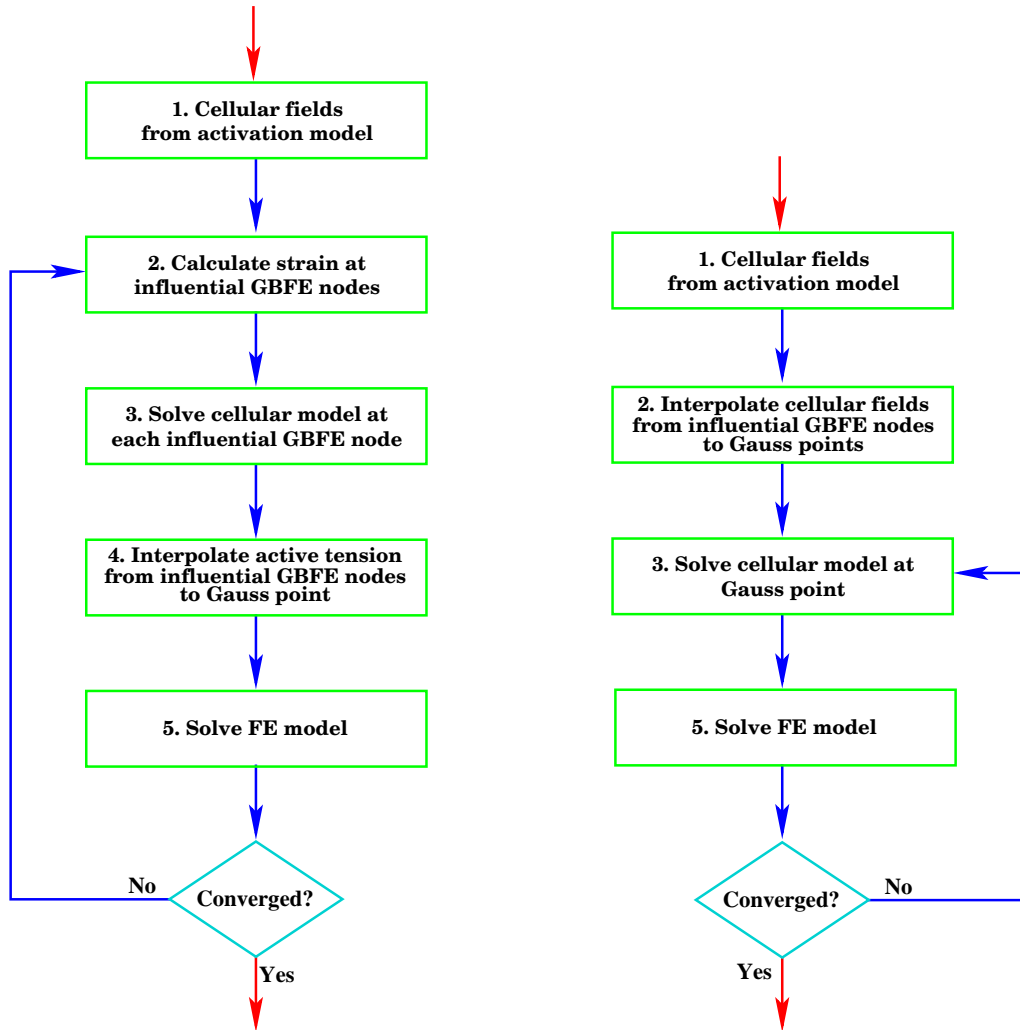 1. Cellular fields
from activation model
2. Calculate strain at
influential GBFE nodes
3. Solve cellular model at
each influential GBFE node
4. Interpolate active tension
from influential GBFE nodes
to Gauss point
5. Solve FE model
No
Converged?
Yes
1. Cellular fields
from activation model
2. Interpolate cellular fields
from influential GBFE nodes
to Gauss points
3. Solve cellular model at
Gauss point
5. Solve FE model
Converged?
No
Yes